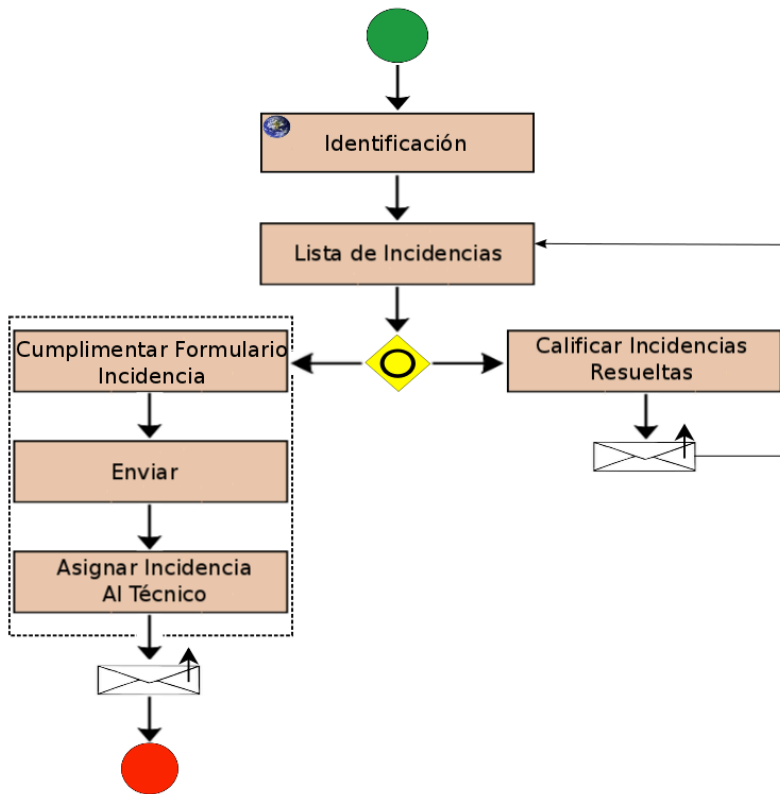 Identificación
Lista de Incidencias
Cumplimentar Formulario
Incidencia
Calificar Incidencias
Resueltas
Enviar
Asignar Incidencia
Al Técnico